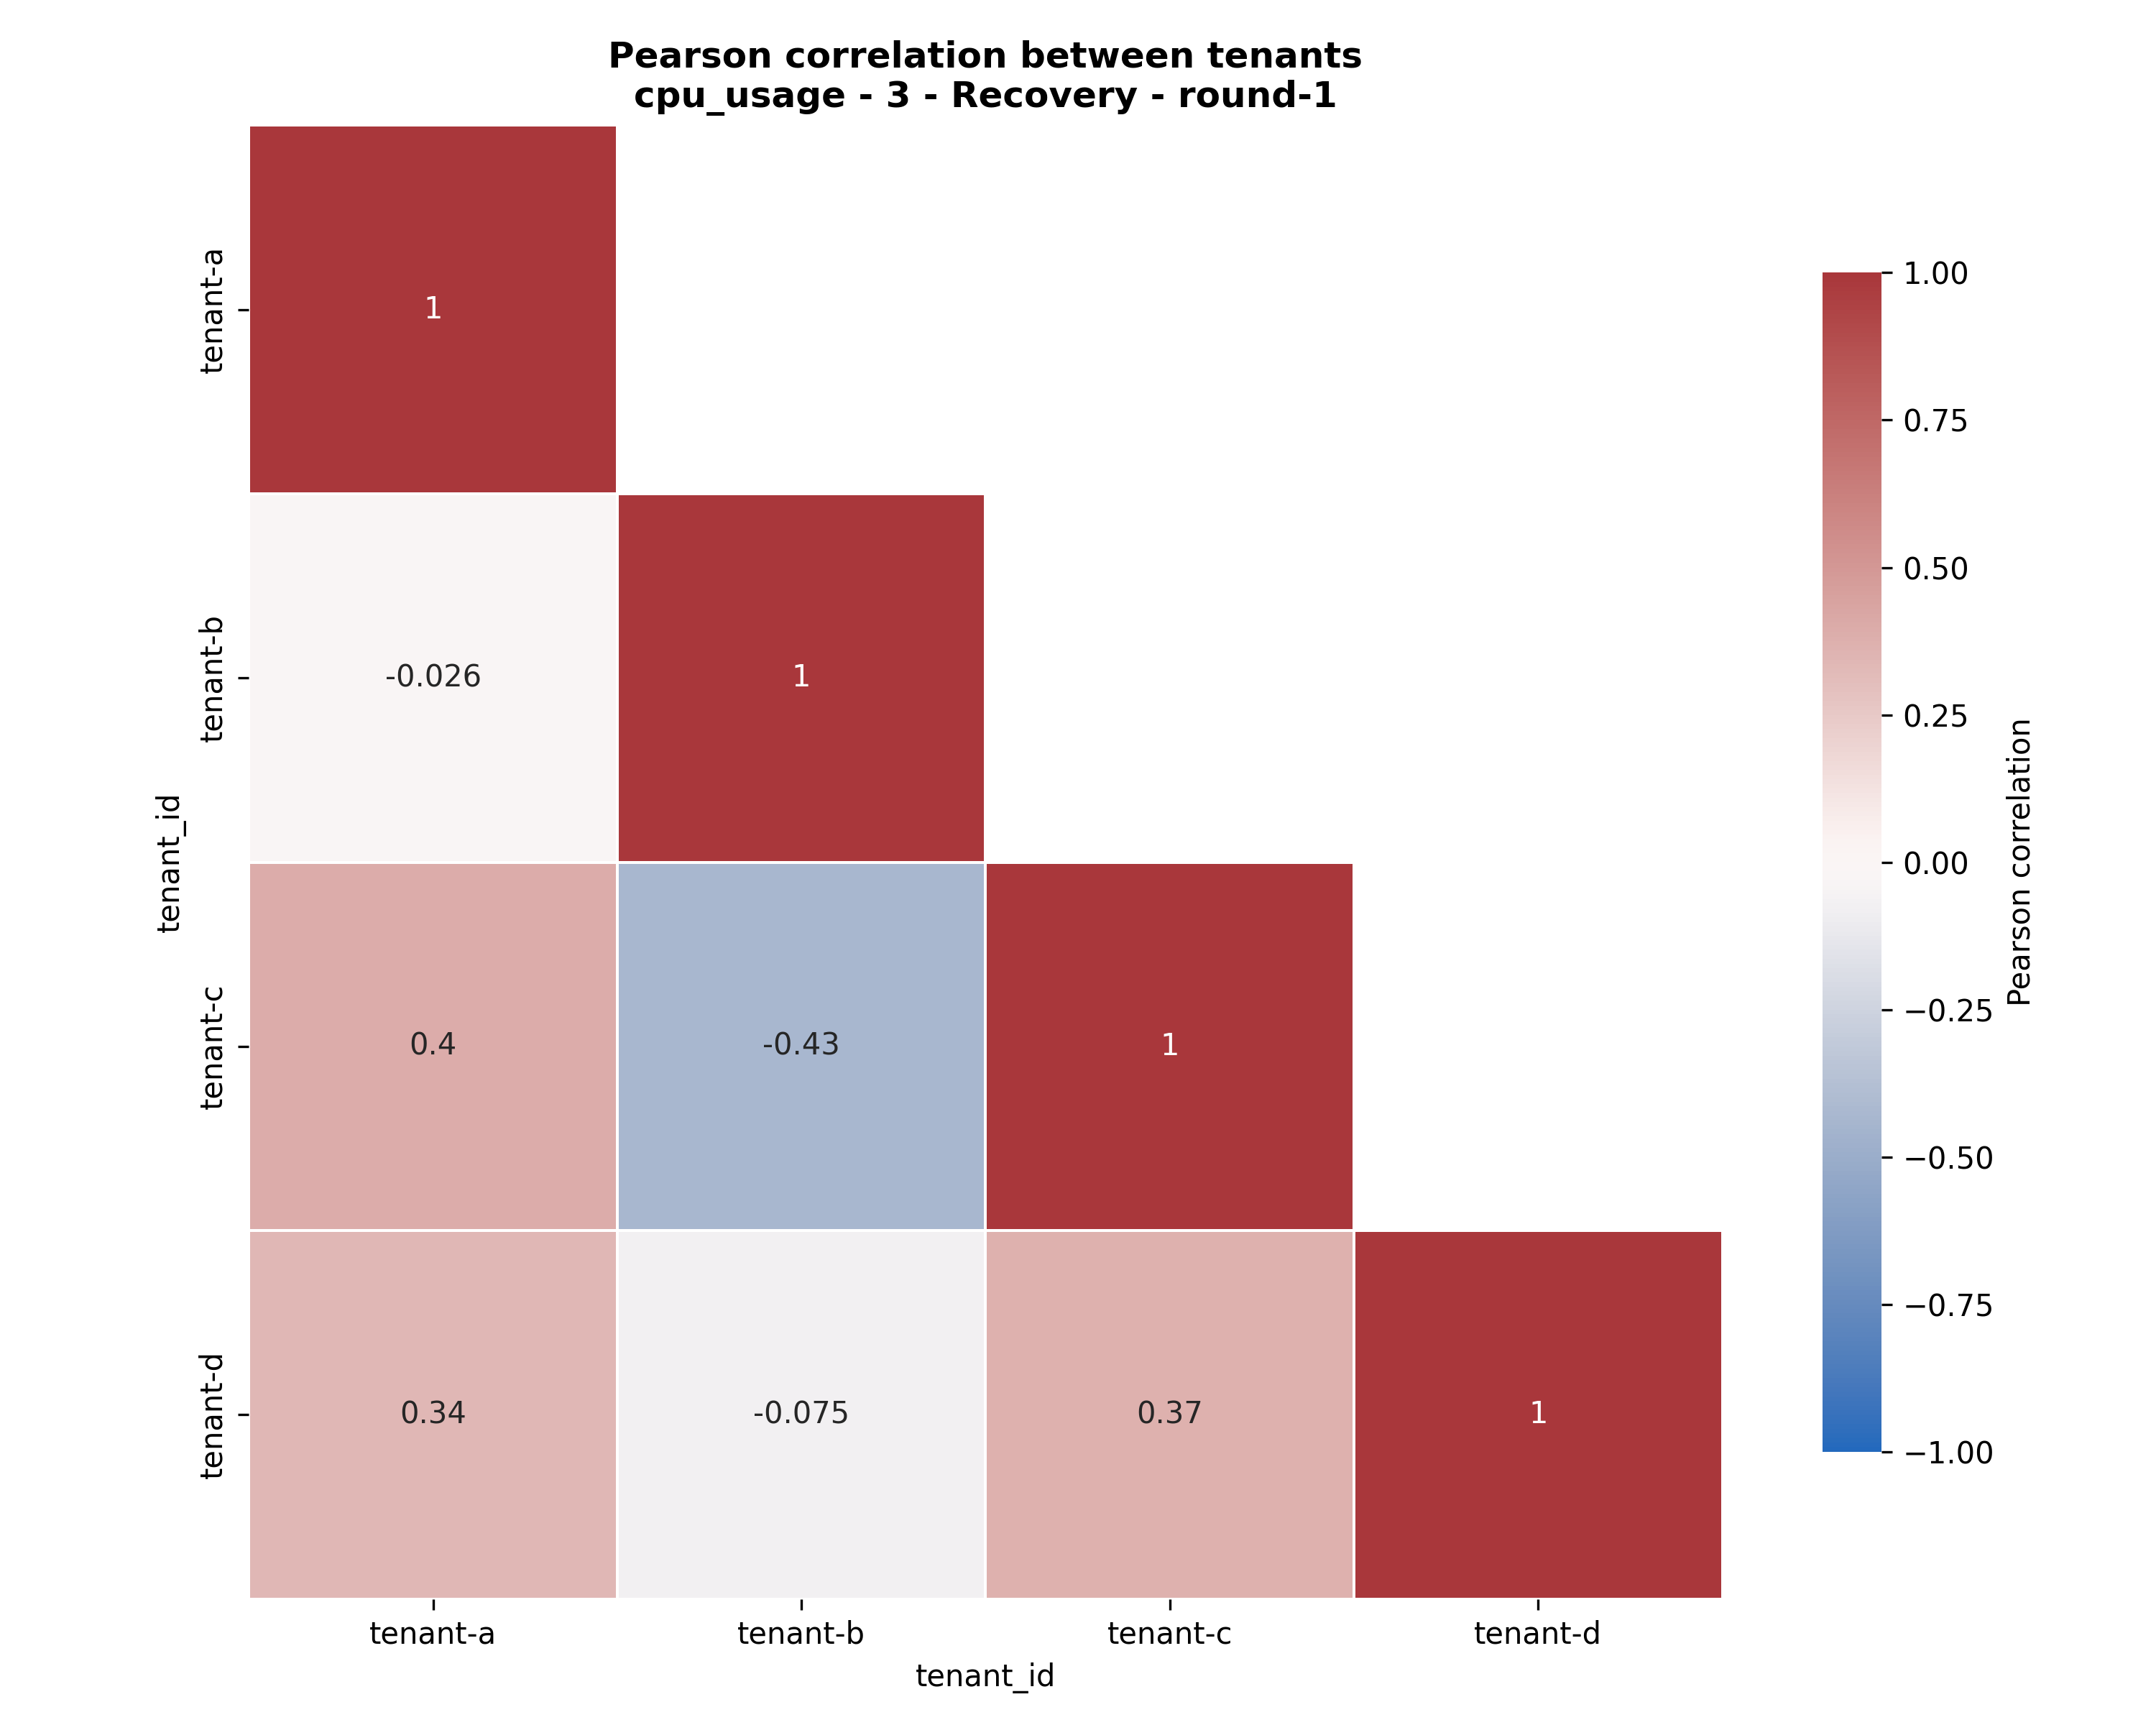 Pearson correlation between tenants
cpu_usage - 3 - Recovery - round-1
tenant_id
tenant-a
1
tenant-b
-0.026
1
tenant-c
0.4
-0.43
1
tenant-d
0.34
-0.075
0.37
1
tenant-a
tenant-b
tenant-c
tenant-d
tenant_id
1.00
0.75
0.50
0.25
0.00
−0.25
−0.50
−0.75
−1.00
Pearson correlation